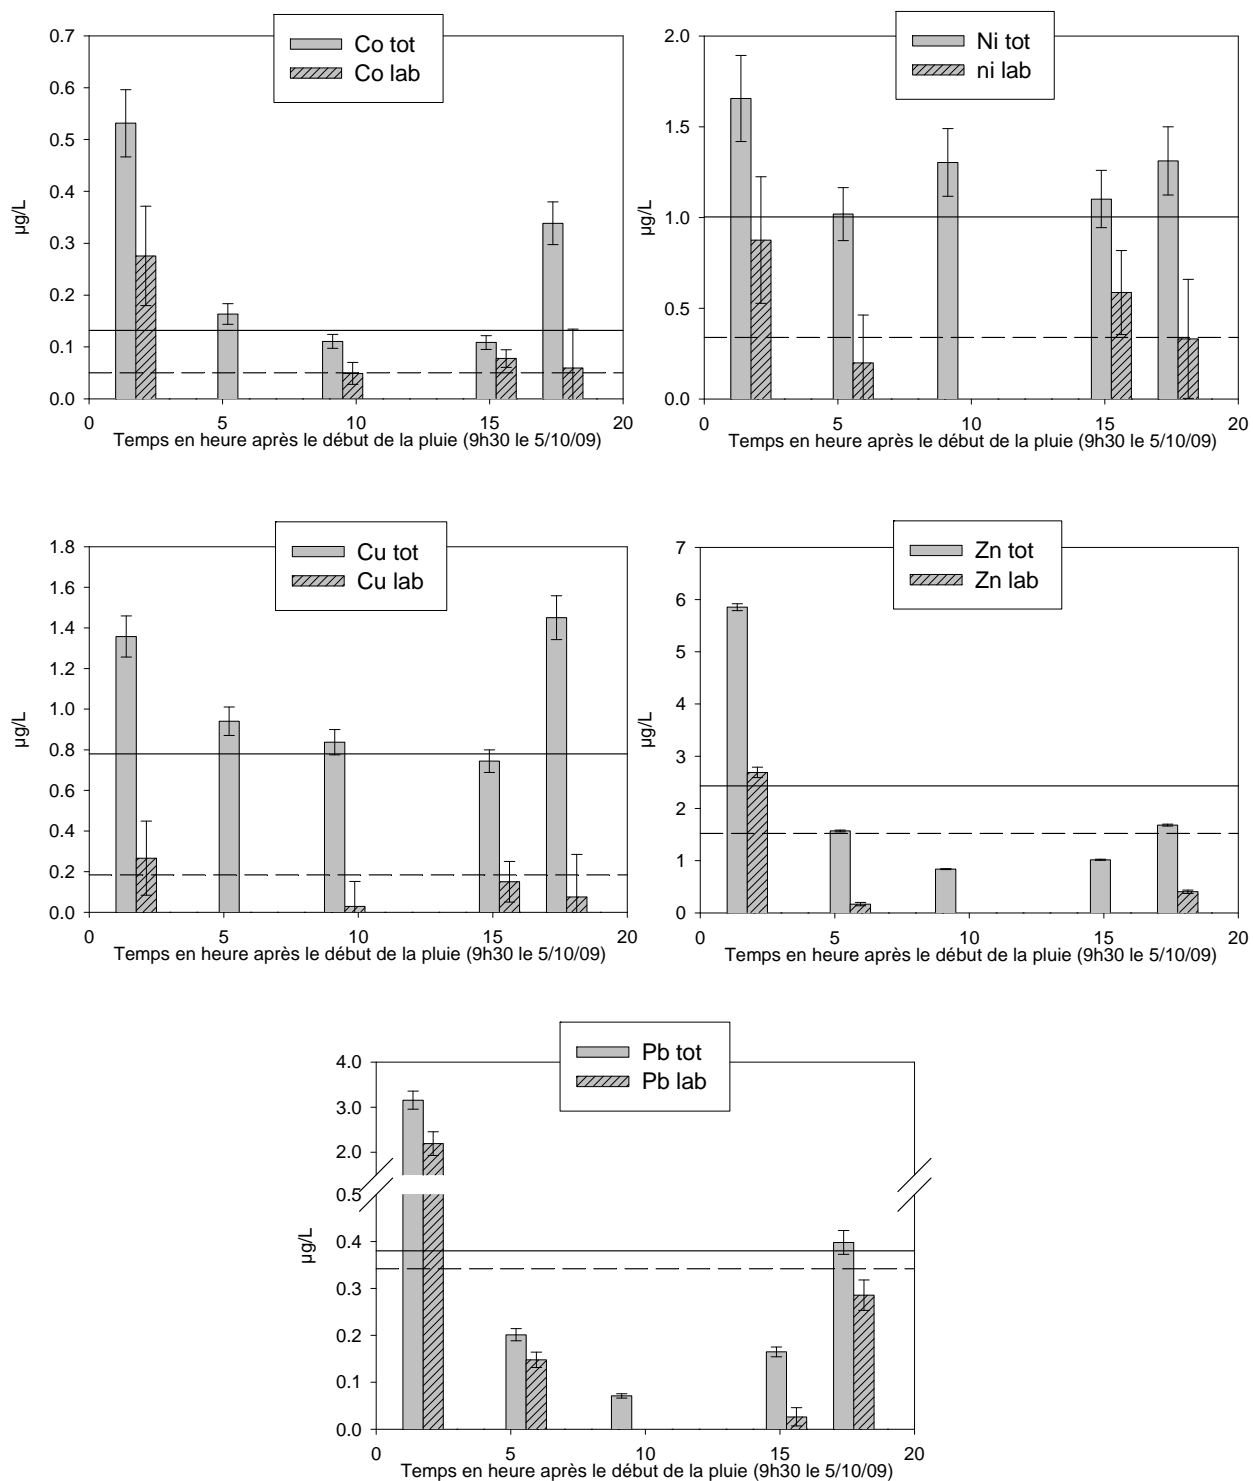 Co tot
Co lab
0.7
0.6
0.5
0.4
0.3
0.2
0.1
0.0
µg/L
0 5 10 15 20
Temps en heure après le début de la pluie (9h30 le 5/10/09)
Ni tot
ni lab
2.0
1.5
1.0
0.5
0.0
µg/L
0 5 10 15 20
Temps en heure après le début de la pluie (9h30 le 5/10/09)
Cu tot
Cu lab
1.8
1.6
1.4
1.2
1.0
0.8
0.6
0.4
0.2
0.0
µg/L
0 5 10 15 20
Temps en heure après le début de la pluie (9h30 le 5/10/09)
Zn tot
Zn lab
7
6
5
4
3
2
1
0
µg/L
0 5 10 15 20
Temps en heure après le début de la pluie (9h30 le 5/10/09)
Pb tot
Pb lab
4.0
3.0
2.0
0.5
0.4
0.3
0.2
0.1
0.0
µg/L
0 5 10 15 20
Temps en heure après le début de la pluie (9h30 le 5/10/09)